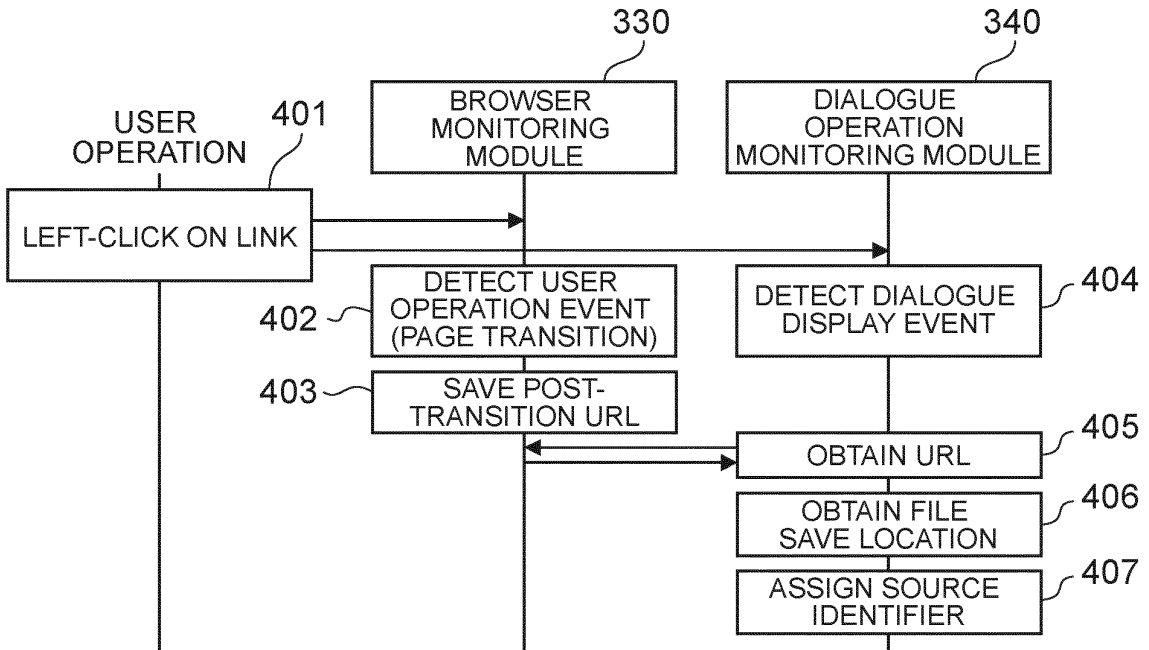 330
340
BROWSER
MONITORING
MODULE
DIALOGUE
OPERATION
MONITORING MODULE
USER
OPERATION
401
LEFT-CLICK ON LINK
402
DETECT USER
OPERATION EVENT
(PAGE TRANSITION)
DETECT DIALOGUE
DISPLAY EVENT
404
403
SAVE POST-
TRANSITION URL
OBTAIN URL
405
OBTAIN FILE
SAVE LOCATION
406
ASSIGN SOURCE
IDENTIFIER
407